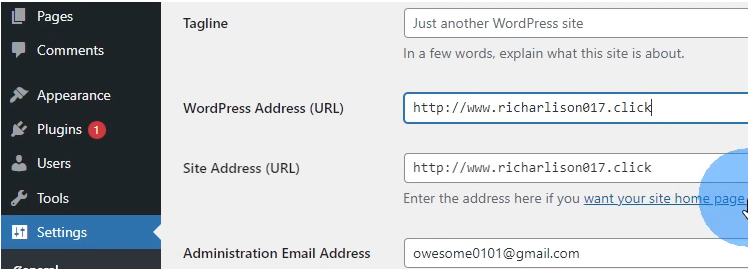 Pages
Comments
Appearance
Plugins 1
Users
Tools
Settings
General
Tagline
Just another WordPress site
In a few words, explain what this site is about.
WordPress Address (URL)
http://www.richarlison017.click
Site Address (URL)
http://www.richarlison017.click
Enter the address here if you want your site home page
Administration Email Address
owesome0101@gmail.com